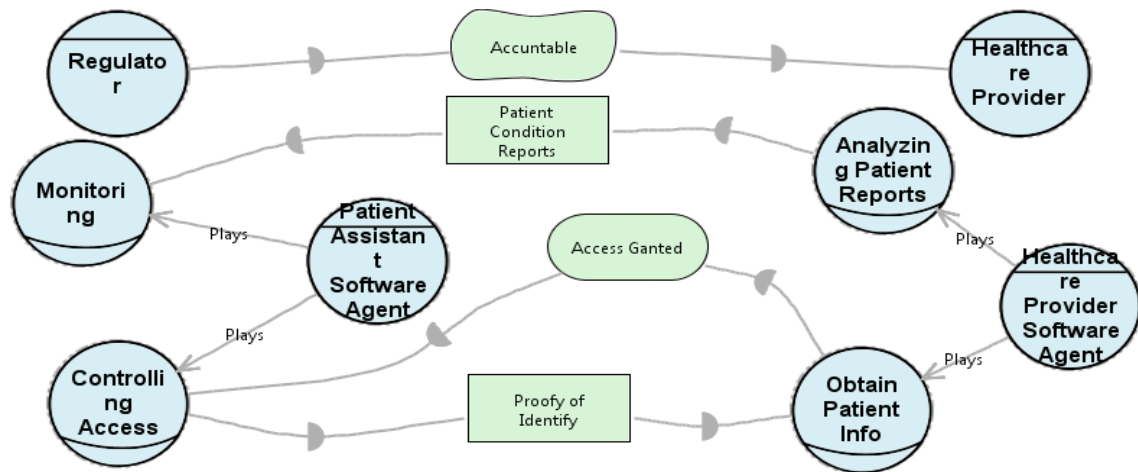 Regulato
r
Accuntable
Healthca
re
Provider
Patient
Condition
Reports
Analyzin
g Patient
Reports
Monitori
ng
Plays
Patient
Assistan
t
Software
Agent
Access Ganted
Plays
Healthca
re
Provider
Software
Agent
Plays
Plays
Controlli
ng
Access
Proofy of
Identify
Obtain
Patient
Info